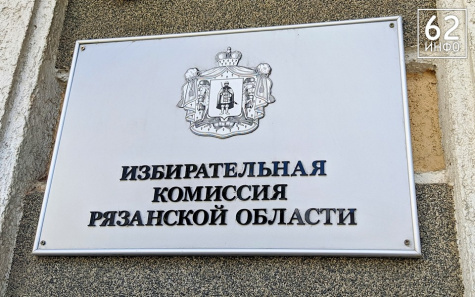 62
ИНФО
ИЗБИРАТЕЛЬНАЯ
КОМИССИЯ
РЯЗАНСКОЙ ОБЛАСТИ